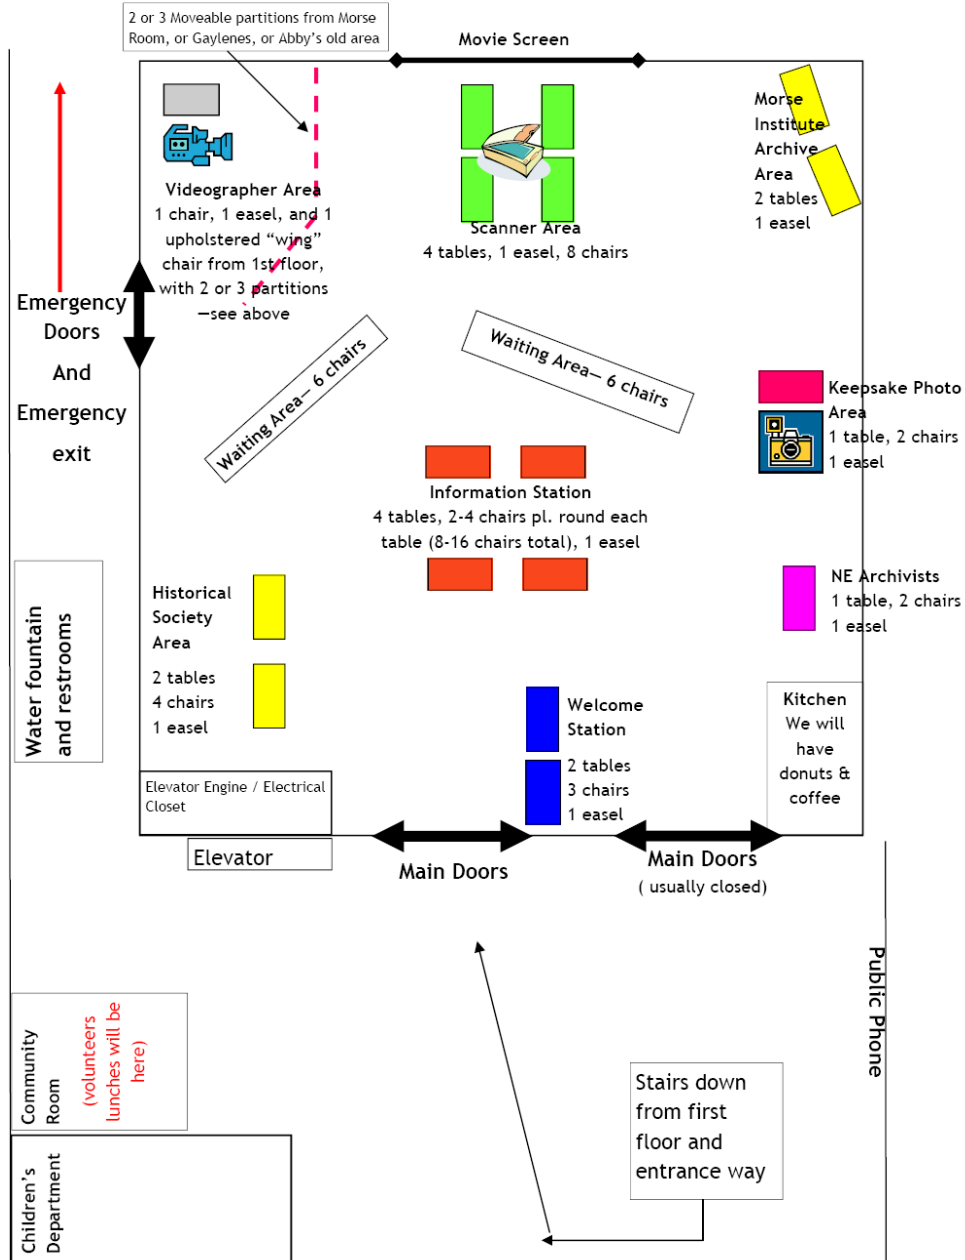 2 or 3 Moveable partitions from Morse
Room, or Gaylenes, or Abby's old area
Movie Screen
Morse
Institute
Archive
Area
2 tables
1 easel
Videographer Area
1 chair, 1 easel, and 1
upholstered “wing”
chair from 1st floor,
with 2 or 3 partitions
—see above
Scanner Area
4 tables, 1 easel, 8 chairs
Emergency
Doors
And
Emergency
exit
Waiting Area— 6 chairs
Waiting Area— 6 chairs
Keepsake Photo
Area
1 table, 2 chairs
1 easel
Information Station
4 tables, 2-4 chairs pl. round each
table (8-16 chairs total), 1 easel
NE Archivists
1 table, 2 chairs
1 easel
Historical
Society
Area
2 tables
4 chairs
1 easel
Water fountain
and restrooms
Welcome
Station
2 tables
3 chairs
1 easel
Kitchen
We will
have
donuts &
coffee
Elevator Engine / Electrical
Closet
Elevator
Main Doors
Main Doors
( usually closed)
Public Phone
Community
Room
(volunteers
lunches will be
here)
Stairs down
from first
floor and
entrance way
Children's
Department